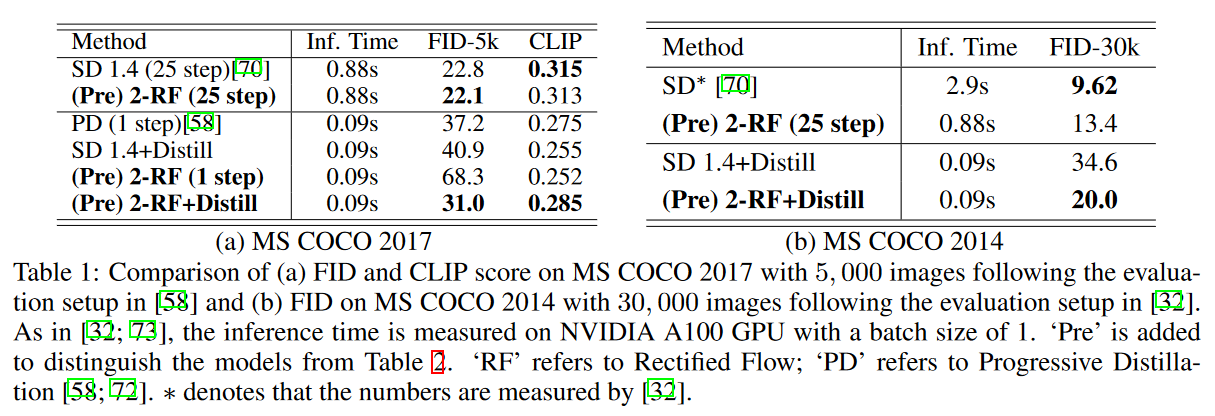 Method Inf. Time FID-5k CLIP
SD 1.4 (25 step)[70] 0.88s 22.8 0.315
(Pre) 2-RF (25 step) 0.88s 22.1 0.313
PD (1 step)[58] 0.09s 37.2 0.275
SD 1.4+Distill 0.09s 40.9 0.255
(Pre) 2-RF (1 step) 0.09s 68.3 0.252
(Pre) 2-RF+Distill 0.09s 31.0 0.285
(a) MS COCO 2017
Method Inf. Time FID-30k
SD* [70] 2.9s 9.62
(Pre) 2-RF (25 step) 0.88s 13.4
SD 1.4+Distill 0.09s 34.6
(Pre) 2-RF+Distill 0.09s 20.0
(b) MS COCO 2014
Table 1: Comparison of (a) FID and CLIP score on MS COCO 2017 with 5, 000 images following the evalua-
tion setup in [58] and (b) FID on MS COCO 2014 with 30, 000 images following the evaluation setup in [32].
As in [32; 73], the inference time is measured on NVIDIA A100 GPU with a batch size of 1. ‘Pre’ is added
to distinguish the models from Table 2. ‘RF’ refers to Rectified Flow; ‘PD’ refers to Progressive Distilla-
tion [58; 72]. ∗ denotes that the numbers are measured by [32].